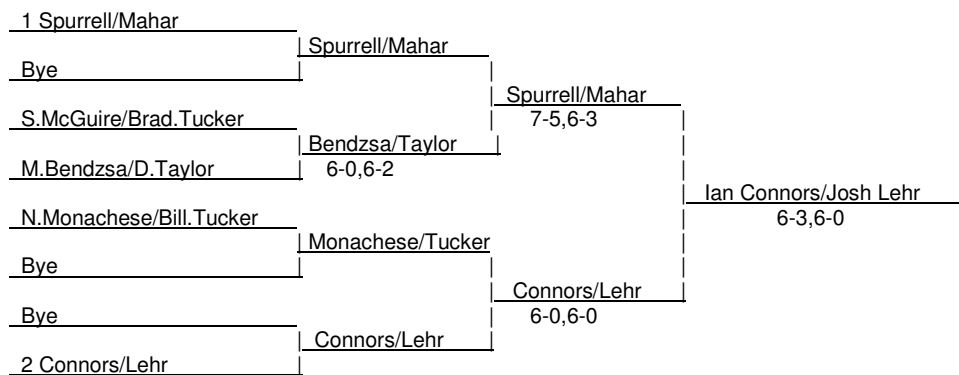 1 Spurrell/Mahar
Spurrell/Mahar
Bye
Spurrell/Mahar
S.McGuire/Brad.Tucker
7-5,6-3
Bendzsa/Taylor
M.Bendzsa/D.Taylor
6-0,6-2
Ian Connors/Josh Lehr
N.Monachese/Bill.Tucker
6-3,6-0
Monachese/Tucker
Bye
Connors/Lehr
Bye
6-0,6-0
Connors/Lehr
2 Connors/Lehr